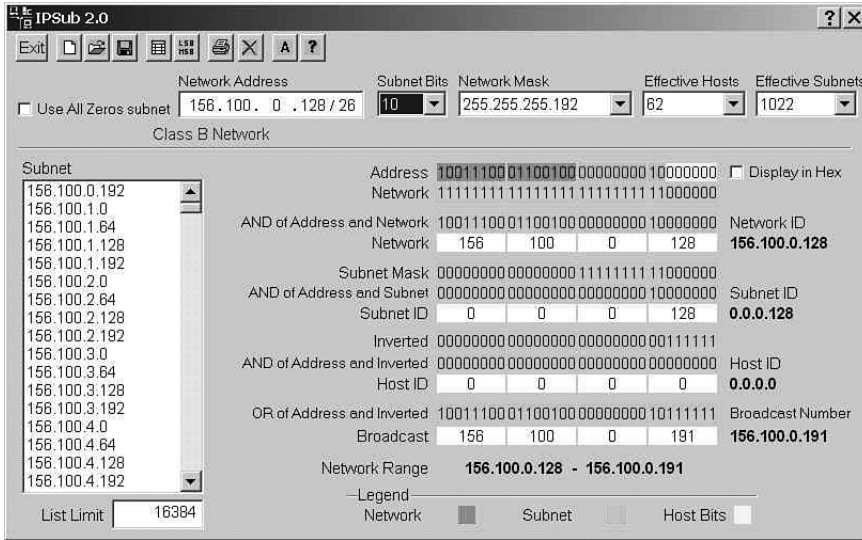 IPSub 2.0
Exit
A ?
Network Address Subnet Bits Network Mask Effective Hosts Effective Subnets
Use All Zeros subnet 156.100. 0 .128 / 26 10 255.255.255.192 62 1022
Class B Network
Subnet
156.100.0.192
156.100.1.0
156.100.1.64
156.100.1.128
156.100.1.192
156.100.2.0
156.100.2.64
156.100.2.128
156.100.2.192
156.100.3.0
156.100.3.64
156.100.3.128
156.100.3.192
156.100.4.0
156.100.4.64
156.100.4.128
156.100.4.192
List Limit 16384
Address 10011100 01100100 00000000 10000000 Display in Hex
Network 11111111 11111111 11111111 11000000
AND of Address and Network 10011100 01100100 00000000 10000000 Network ID
Network 156 100 0 128 156.100.0.128
Subnet Mask 00000000 00000000 11111111 11000000
AND of Address and Subnet 00000000 00000000 00000000 10000000 Subnet ID
Subnet ID 0 0 0 128 0.0.0.128
Inverted 00000000 00000000 00000000 00111111
AND of Address and Inverted 00000000 00000000 00000000 00000000 Host ID
Host ID 0 0 0 0 0.0.0.0
OR of Address and Inverted 10011100 01100100 00000000 10111111 Broadcast Number
Broadcast 156 100 0 191 156.100.0.191
Network Range 156.100.0.128 - 156.100.0.191
Legend
Network Subnet Host Bits